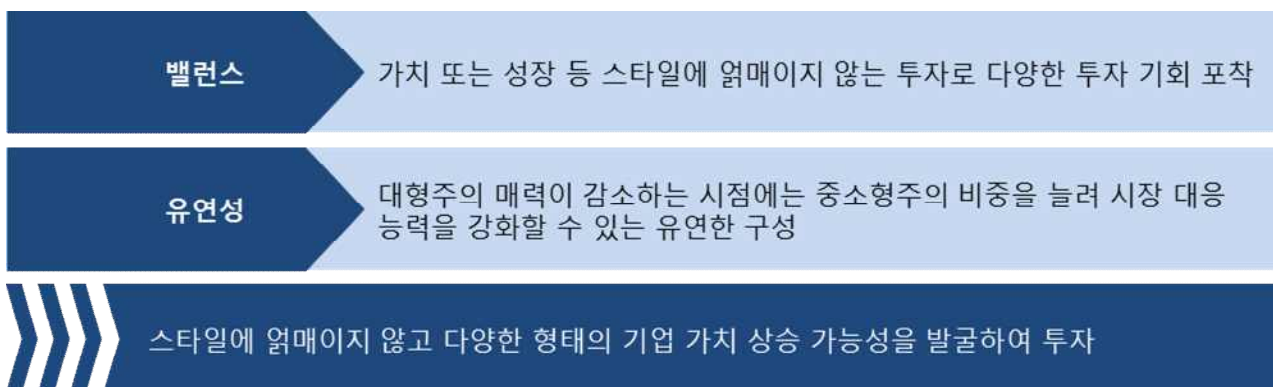 밸런스
가치 또는 성장 등 스타일에 얽매이지 않는 투자로 다양한 투자 기회 포착
유연성
대형주의 매력이 감소하는 시점에는 중소형주의 비중을 늘려 시장 대응
능력을 강화할 수 있는 유연한 구성
스타일에 얽매이지 않고 다양한 형태의 기업 가치 상승 가능성을 발굴하여 투자